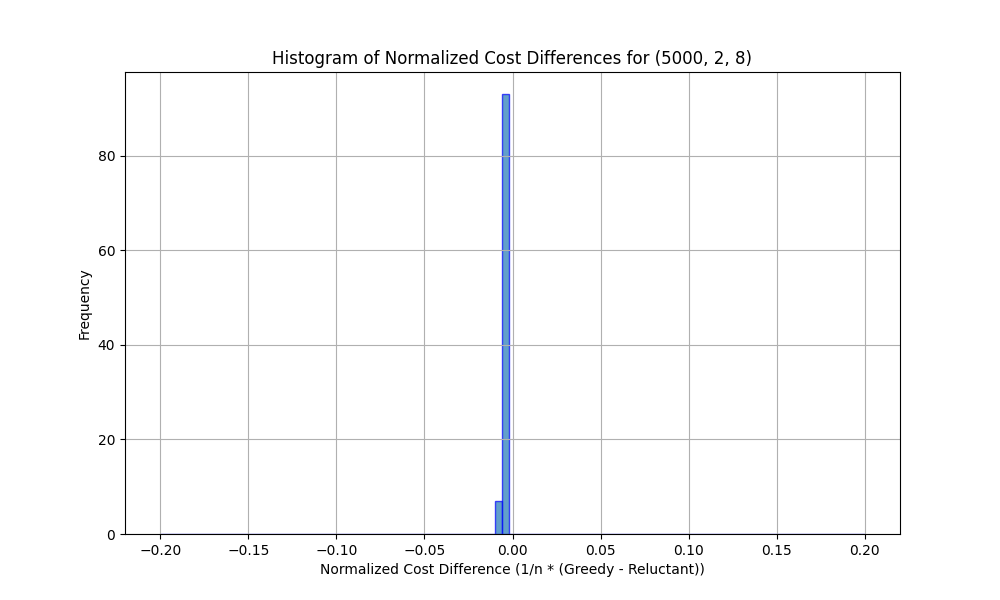 Histogram of Normalized Cost Differences for (5000, 2, 8)
Frequency
80
60
40
20
0
−0.20 −0.15 −0.10 −0.05 0.00 0.05 0.10 0.15 0.20
Normalized Cost Difference (1/n * (Greedy - Reluctant))